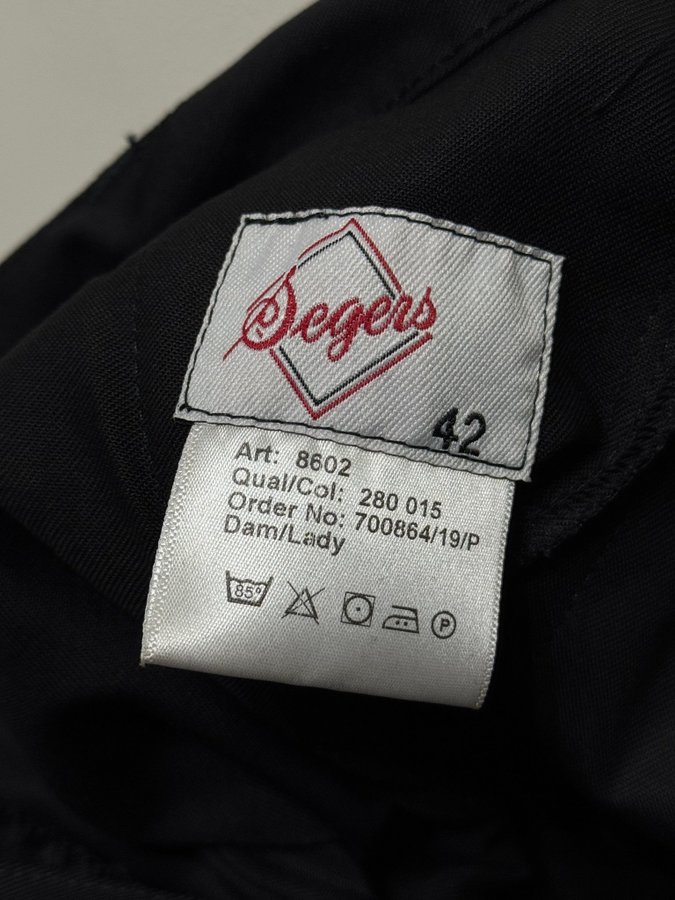 Segers
42
Art: 8602
Qual/Col: 280 015
Order No: 700864/19/P
Dam/Lady
85°
P